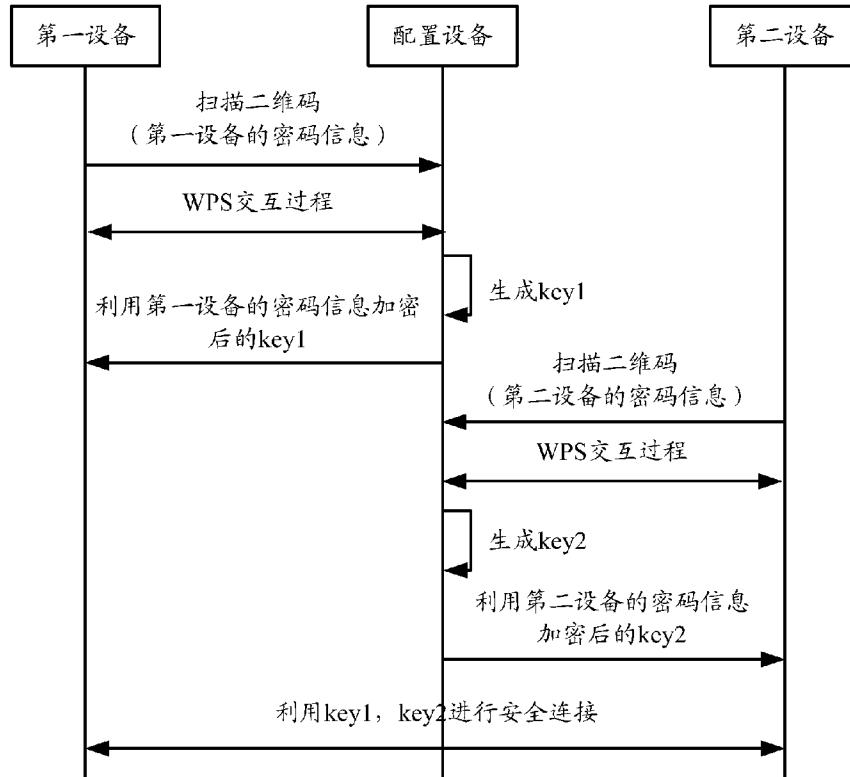 第一设备
配置设备
第二设备
扫描二维码
（第一设备的密码信息）
WPS交互过程
生成key1
利用第一设备的密码信息加密
后的key1
扫描二维码
（第二设备的密码信息）
WPS交互过程
生成key2
利用第二设备的密码信息
加密后的key2
利用key1，key2进行安全连接